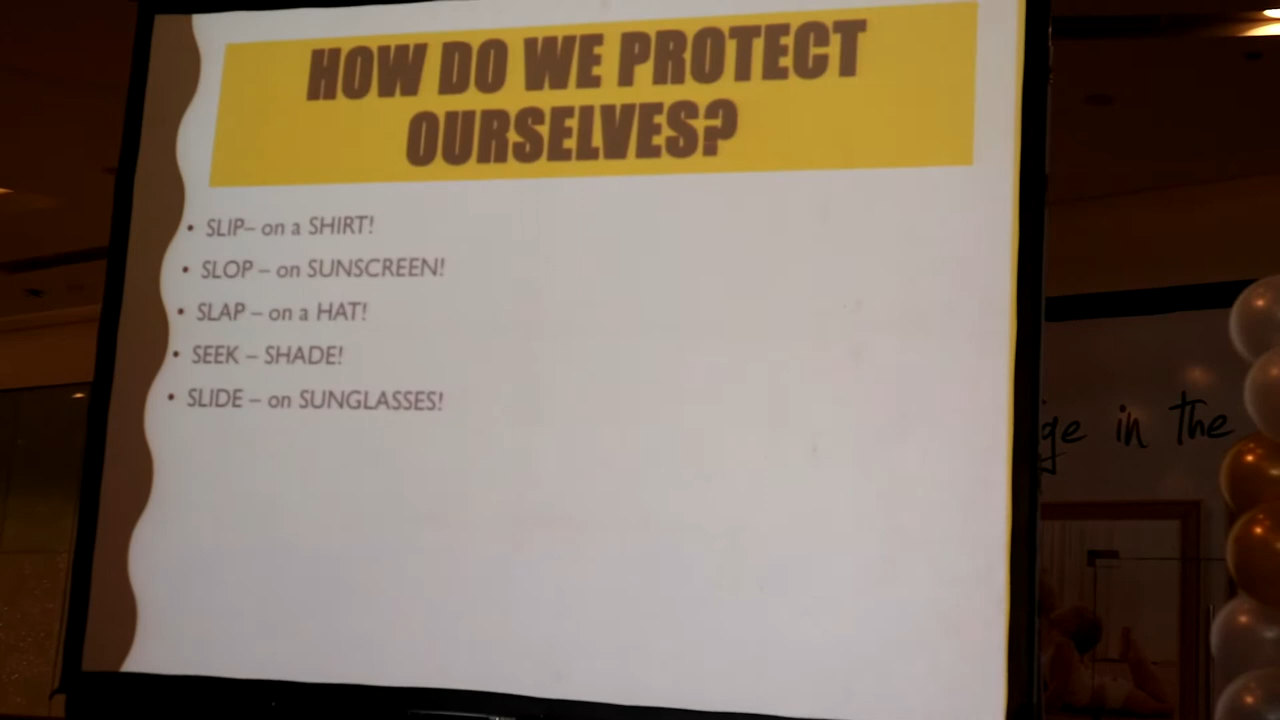 HOW DO WE PROTECT
OURSELVES?
• SLIP– on a SHIRT!
• SLOP – on SUNSCREEN!
• SLAP – on a HAT!
• SEEK – SHADE!
• SLIDE – on SUNGLASSES!
in the